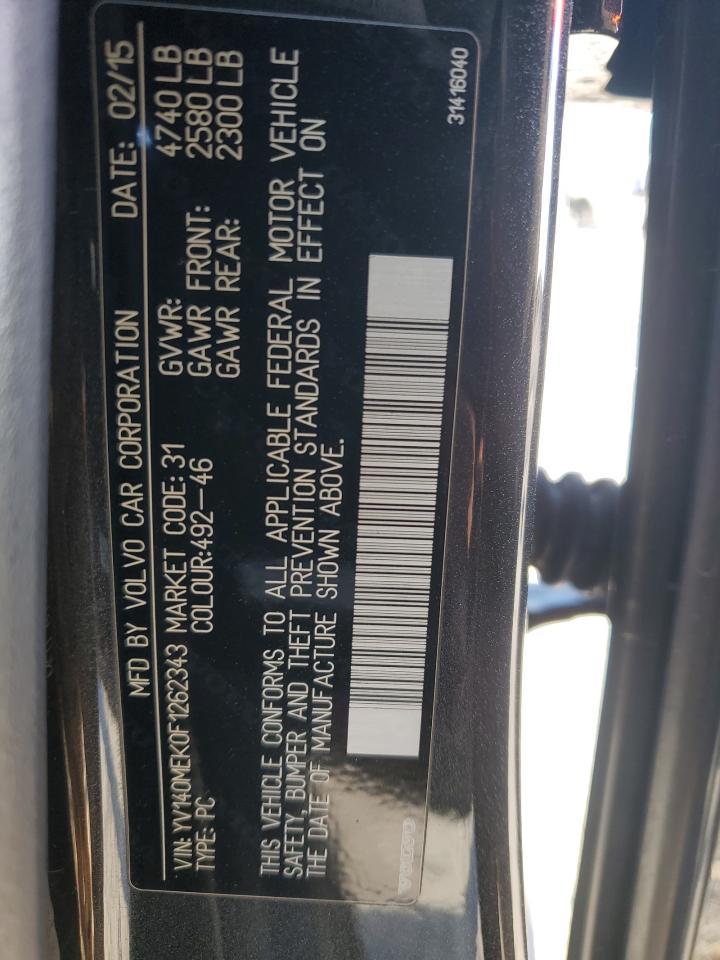 MFD BY VOLVO CAR CORPORATION DATE: 02/15
VIN: YV140MEK0F1262343 MARKET CODE: 31 GVWR: 4740 LB
TYPE: PC COLOUR:492-46 GAWR FRONT: 2580 LB
GAWR REAR: 2300 LB
THIS VEHICLE CONFORMS TO ALL APPLICABLE FEDERAL MOTOR VEHICLE
SAFETY, BUMPER AND THEFT PREVENTION STANDARDS IN EFFECT ON
THE DATE OF MANUFACTURE SHOWN ABOVE.
VOLVO
31416040